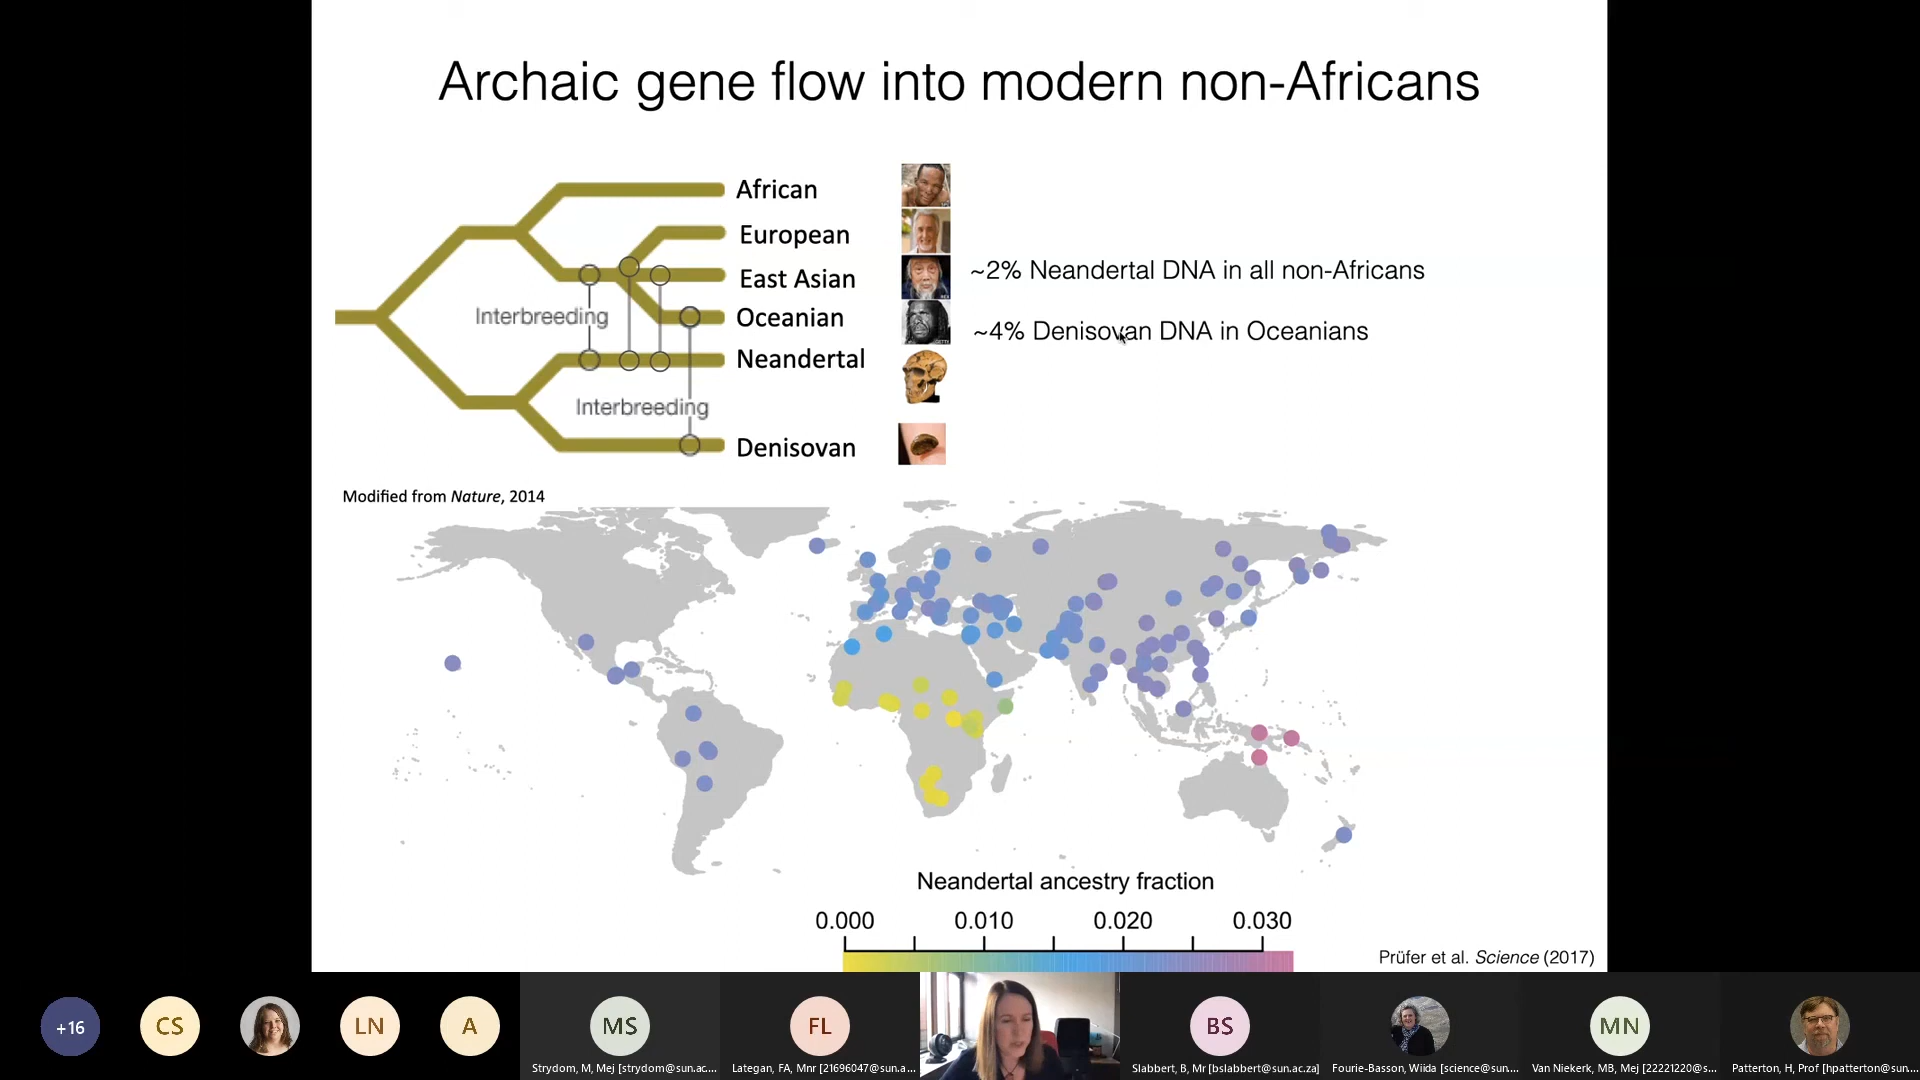 Archaic gene flow into modern non-Africans
African
European
East Asian
Interbreeding
Oceanian
Neandertal
Interbreeding
Denisovan
~2% Neandertal DNA in all non-Africans
~4% Denisovan DNA in Oceanians
Modified from Nature, 2014
Neandertal ancestry fraction
0.000 0.010 0.020 0.030
Prüfer et al. Science (2017)
+16
CS
LN
A
MS
FL
BS
MN
Strydom, M, Mej [strydom@sun.ac....
Lategan, FA, Mnr [21696047@sun.a...
Slabbert, B, Mr [bslabbert@sun.ac.za]
Fourie-Basson, Wiida [science@sun....
Van Niekerk, MB, Mej [22221220@s...
Patterton, H, Prof [hpatterton@sun....